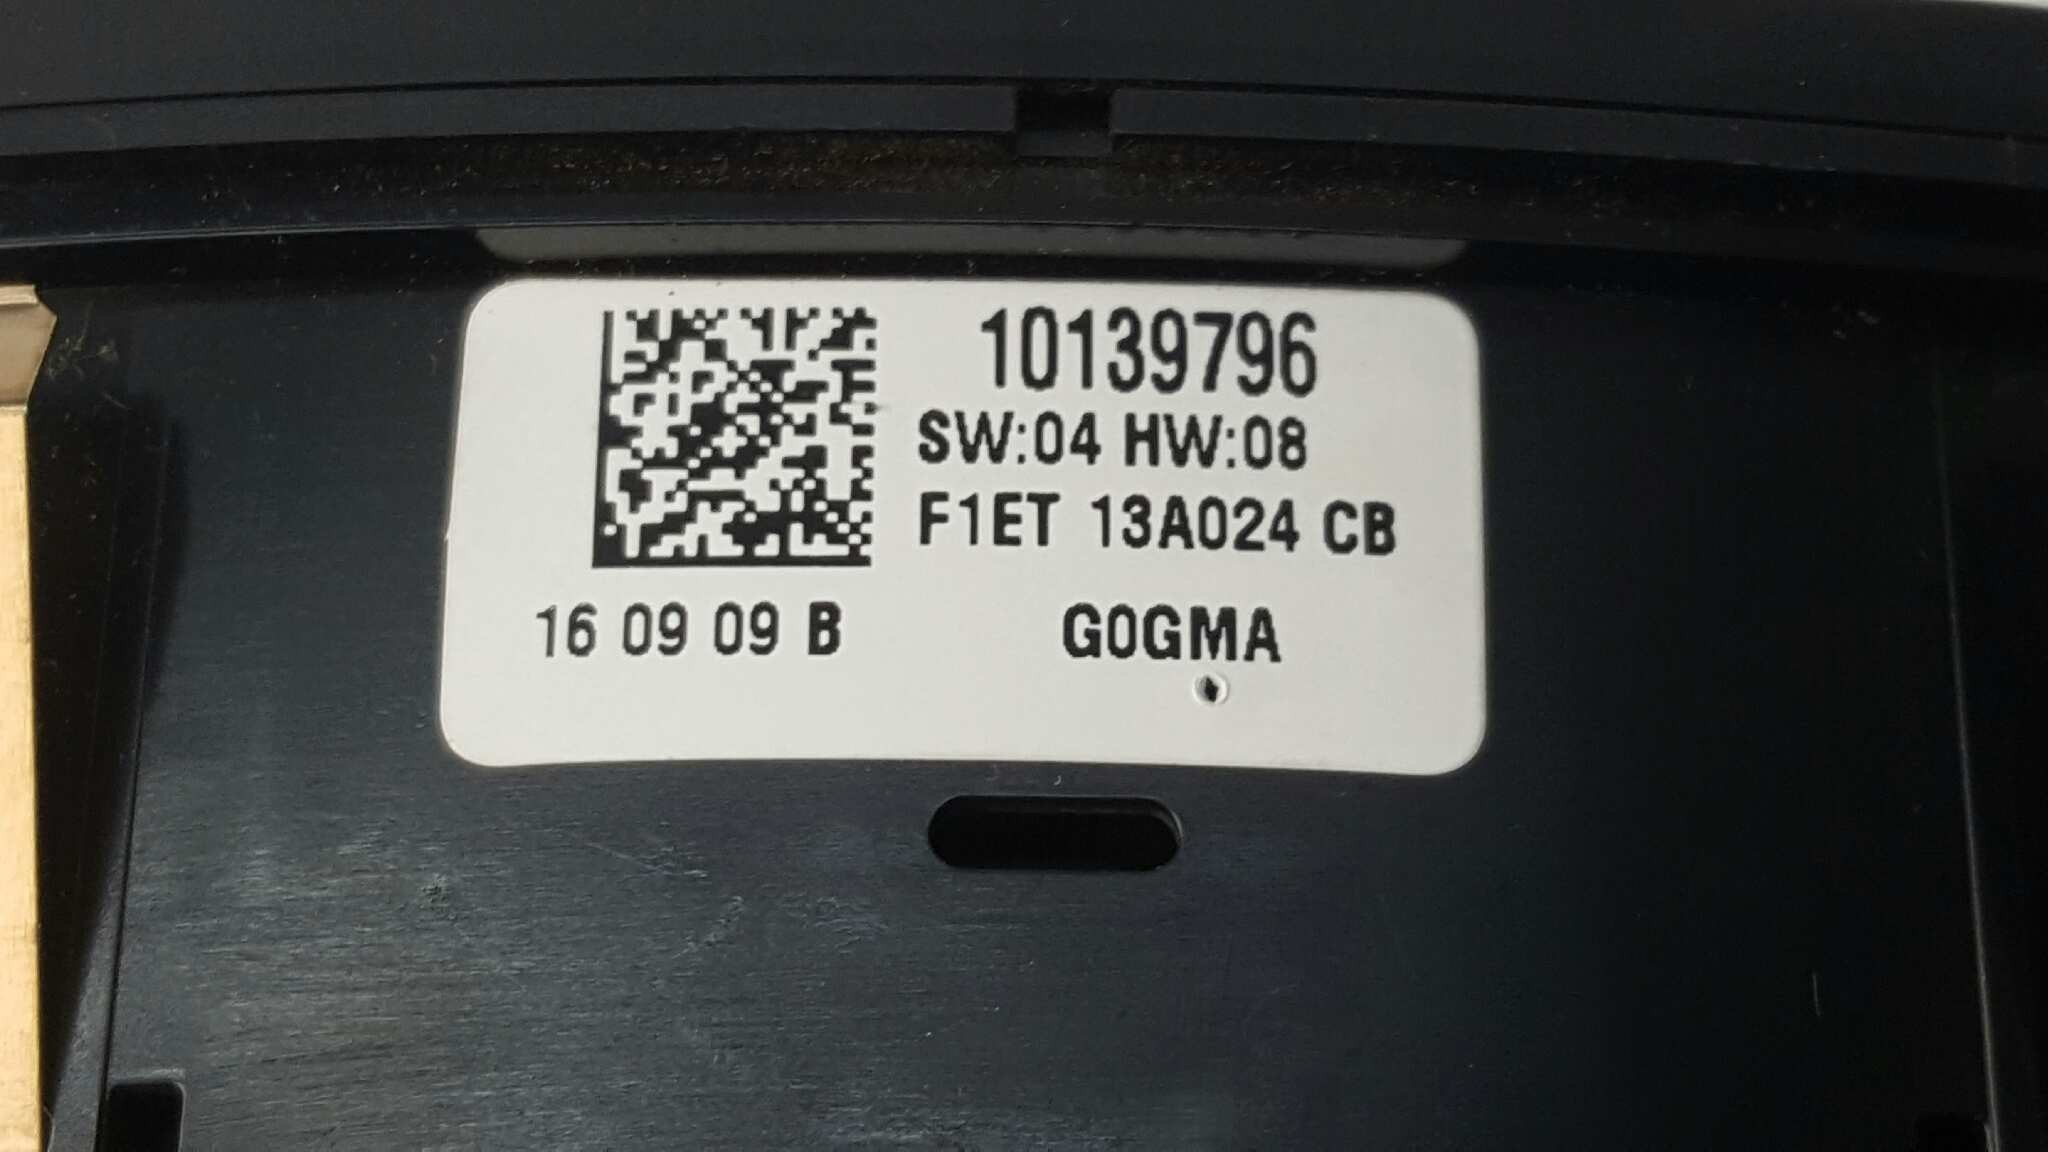 10139796
SW:04 HW:08
F1ET 13A024 CB
16 09 09 B
G0GMA